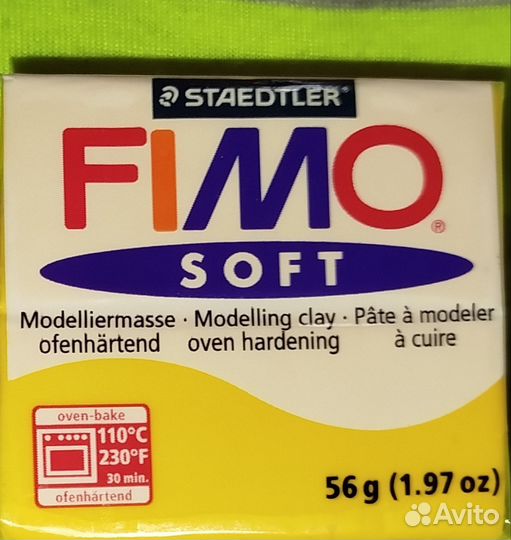 STAEDTLER®
FIMO®
SOFT
Modelliermasse · Modelling clay · Pâte à modeler
ofenhärtend oven hardening à cuire
oven-bake
110°C
230°F
30 min.
ofenhärtend
56 g (1.97 oz)
Avito